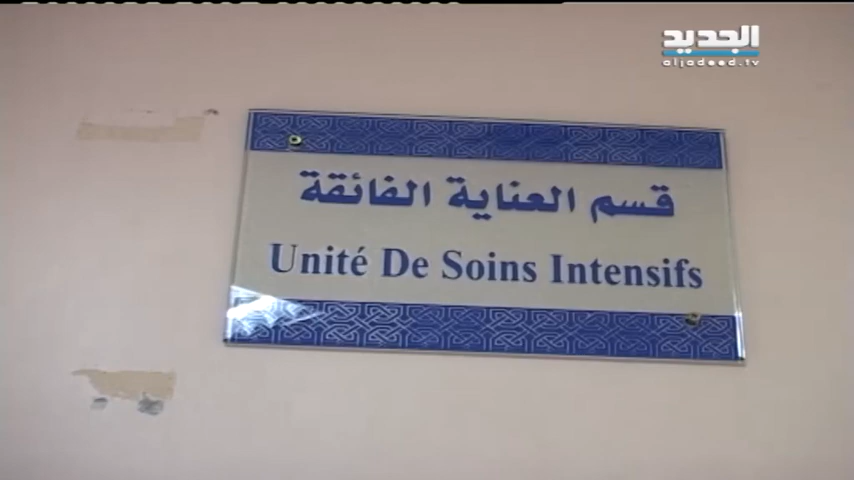 الجديد
aljadeed.tv
قسم العناية الفائقة
Unité De Soins Intensifs